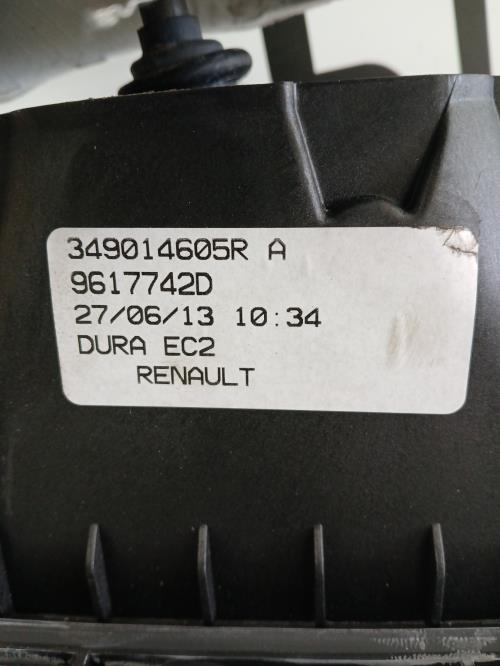 349014605R A
9617742D
27/06/13 10:34
DURA EC2
RENAULT